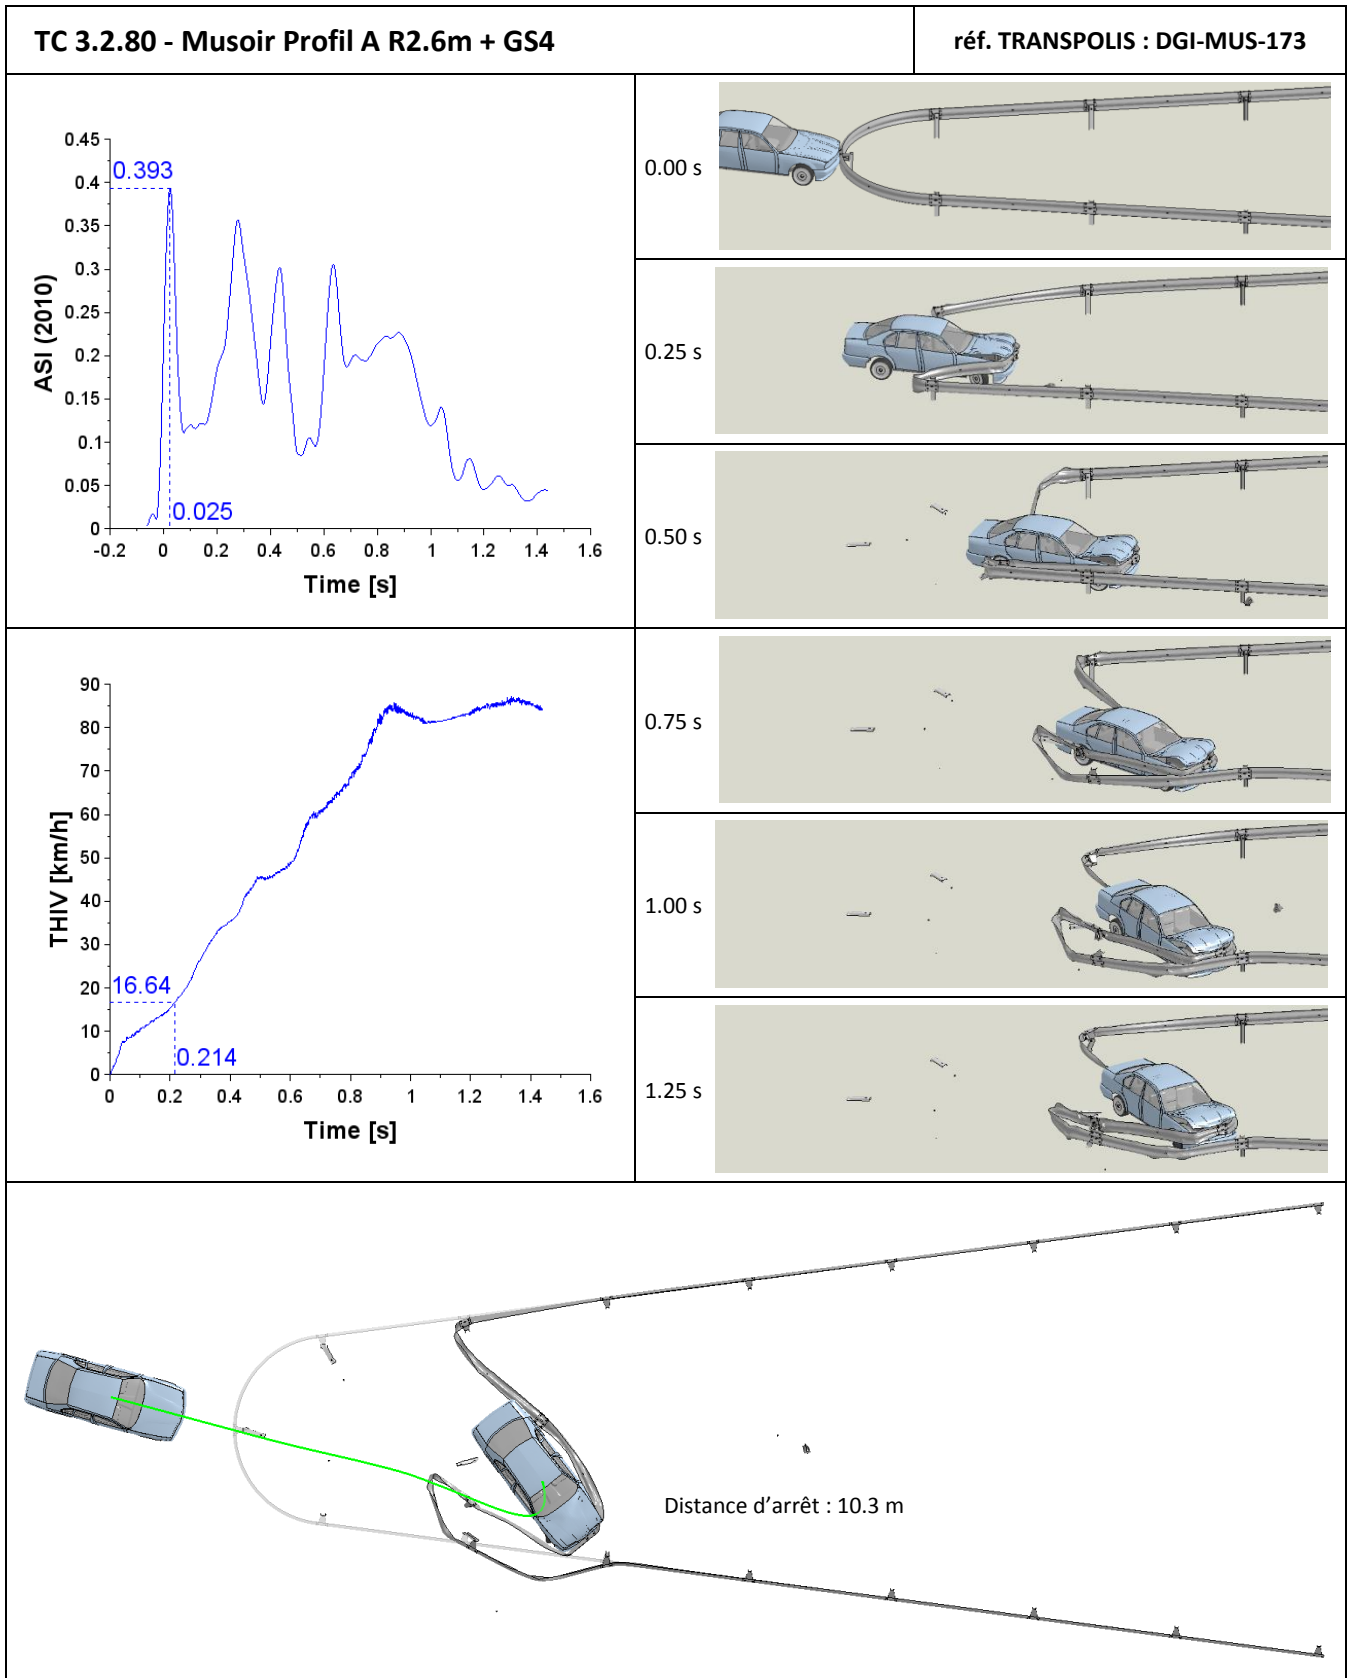 TC 3.2.80 - Musoir Profil A R2.6m + GS4
réf. TRANSPOLIS : DGI-MUS-173
0.45
0.4
0.35
0.3
0.25
0.2
0.15
0.1
0.05
0
ASI (2010)
0.393
0.025
-0.2 0 0.2 0.4 0.6 0.8 1 1.2 1.4 1.6
Time [s]
0.00 s
0.25 s
0.50 s
90
80
70
60
50
40
30
20
10
0
THIV [km/h]
16.64
0.214
0 0.2 0.4 0.6 0.8 1 1.2 1.4 1.6
Time [s]
0.75 s
1.00 s
1.25 s
Distance d’arrêt : 10.3 m